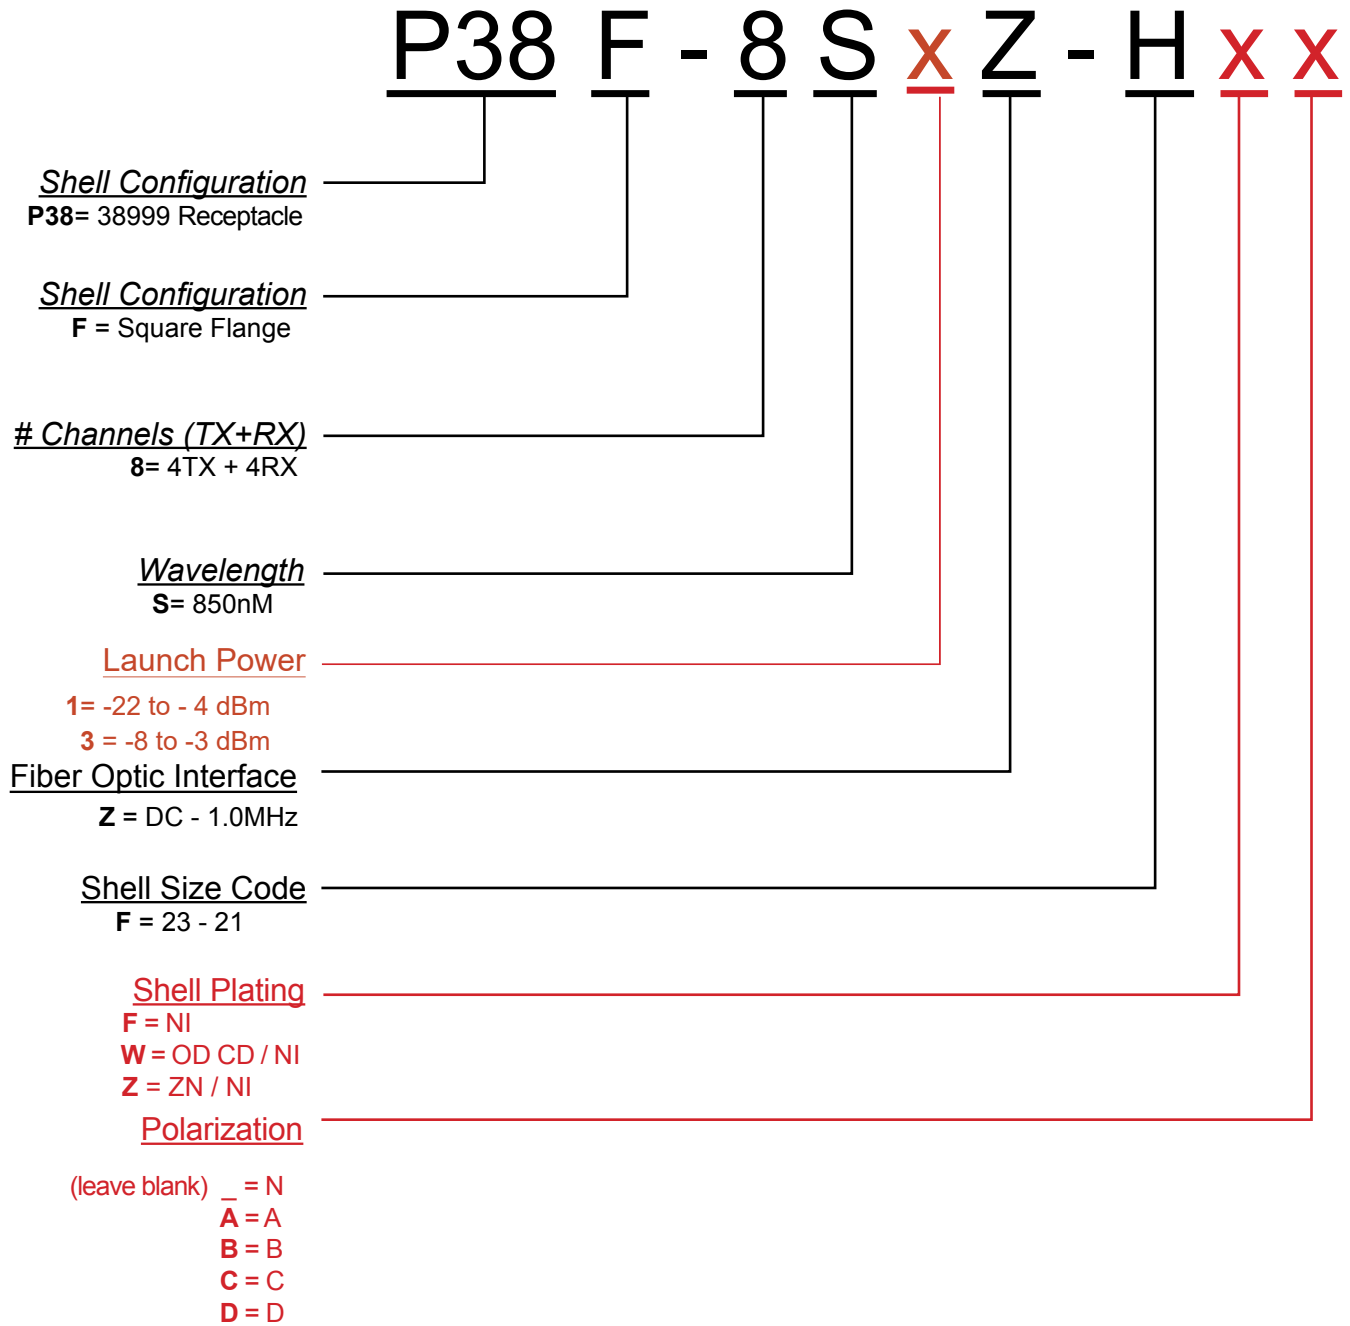 P38 F - 8 S x Z - H x x
Shell Configuration
P38= 38999 Receptacle
Shell Configuration
F = Square Flange
# Channels (TX+RX)
8= 4TX + 4RX
Wavelength
S= 850nM
Launch Power
1= -22 to - 4 dBm
3 = -8 to -3 dBm
Fiber Optic Interface
Z = DC - 1.0MHz
Shell Size Code
F = 23 - 21
Shell Plating
F = NI
W = OD CD / NI
Z = ZN / NI
Polarization
(leave blank) _ = N
A = A
B = B
C = C
D = D